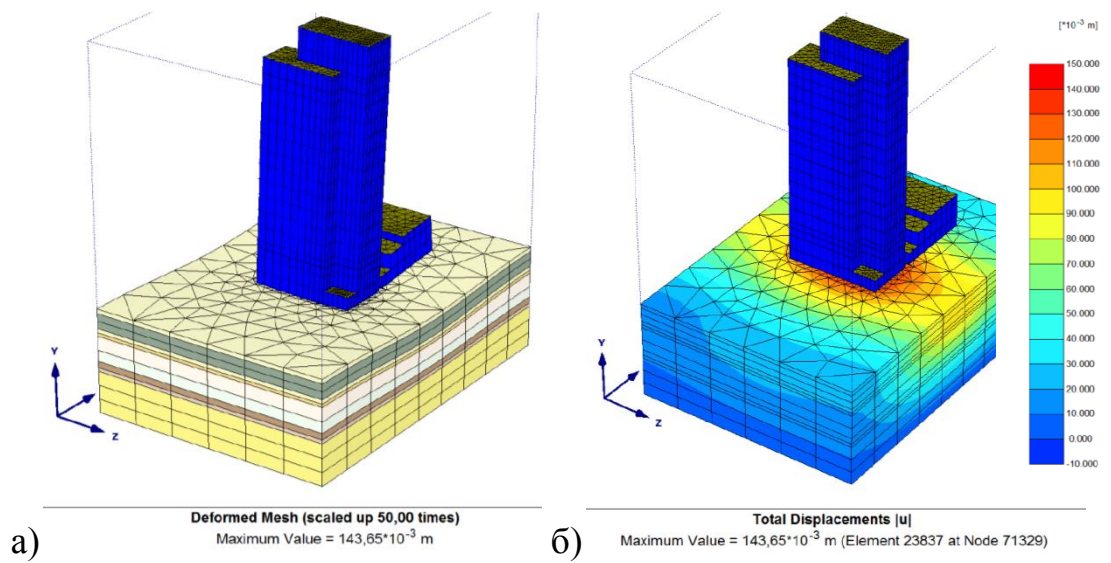 [*10⁻³ m]
150.000
140.000
130.000
120.000
110.000
100.000
90.000
80.000
70.000
60.000
50.000
40.000
30.000
20.000
10.000
0.000
-10.000
Y
Z
Y
Z
а)
Deformed Mesh (scaled up 50,00 times)
Maximum Value = 143,65*10⁻³ m
б)
Total Displacements |u|
Maximum Value = 143,65*10⁻³ m (Element 23837 at Node 71329)